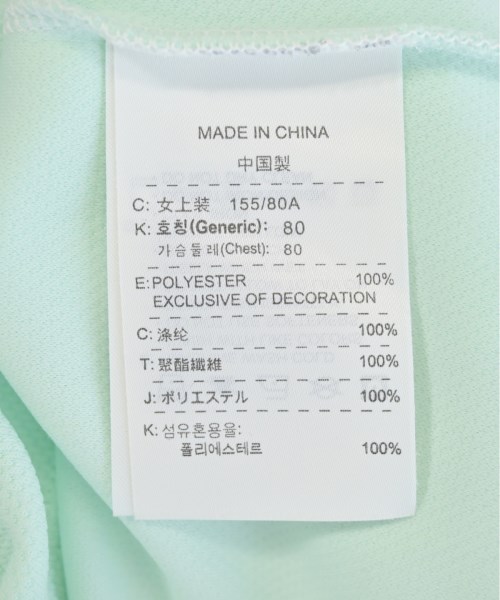 MADE IN CHINA
中国製
C: 女上装 155/80A
K: 호칭(Generic): 80
가슴둘레(Chest): 80
E:POLYESTER 100%
EXCLUSIVE OF DECORATION
C: 涤纶 100%
T: 聚酯纖維 100%
J: ポリエステル 100%
K: 섬유혼용율:
폴리에스테르 100%